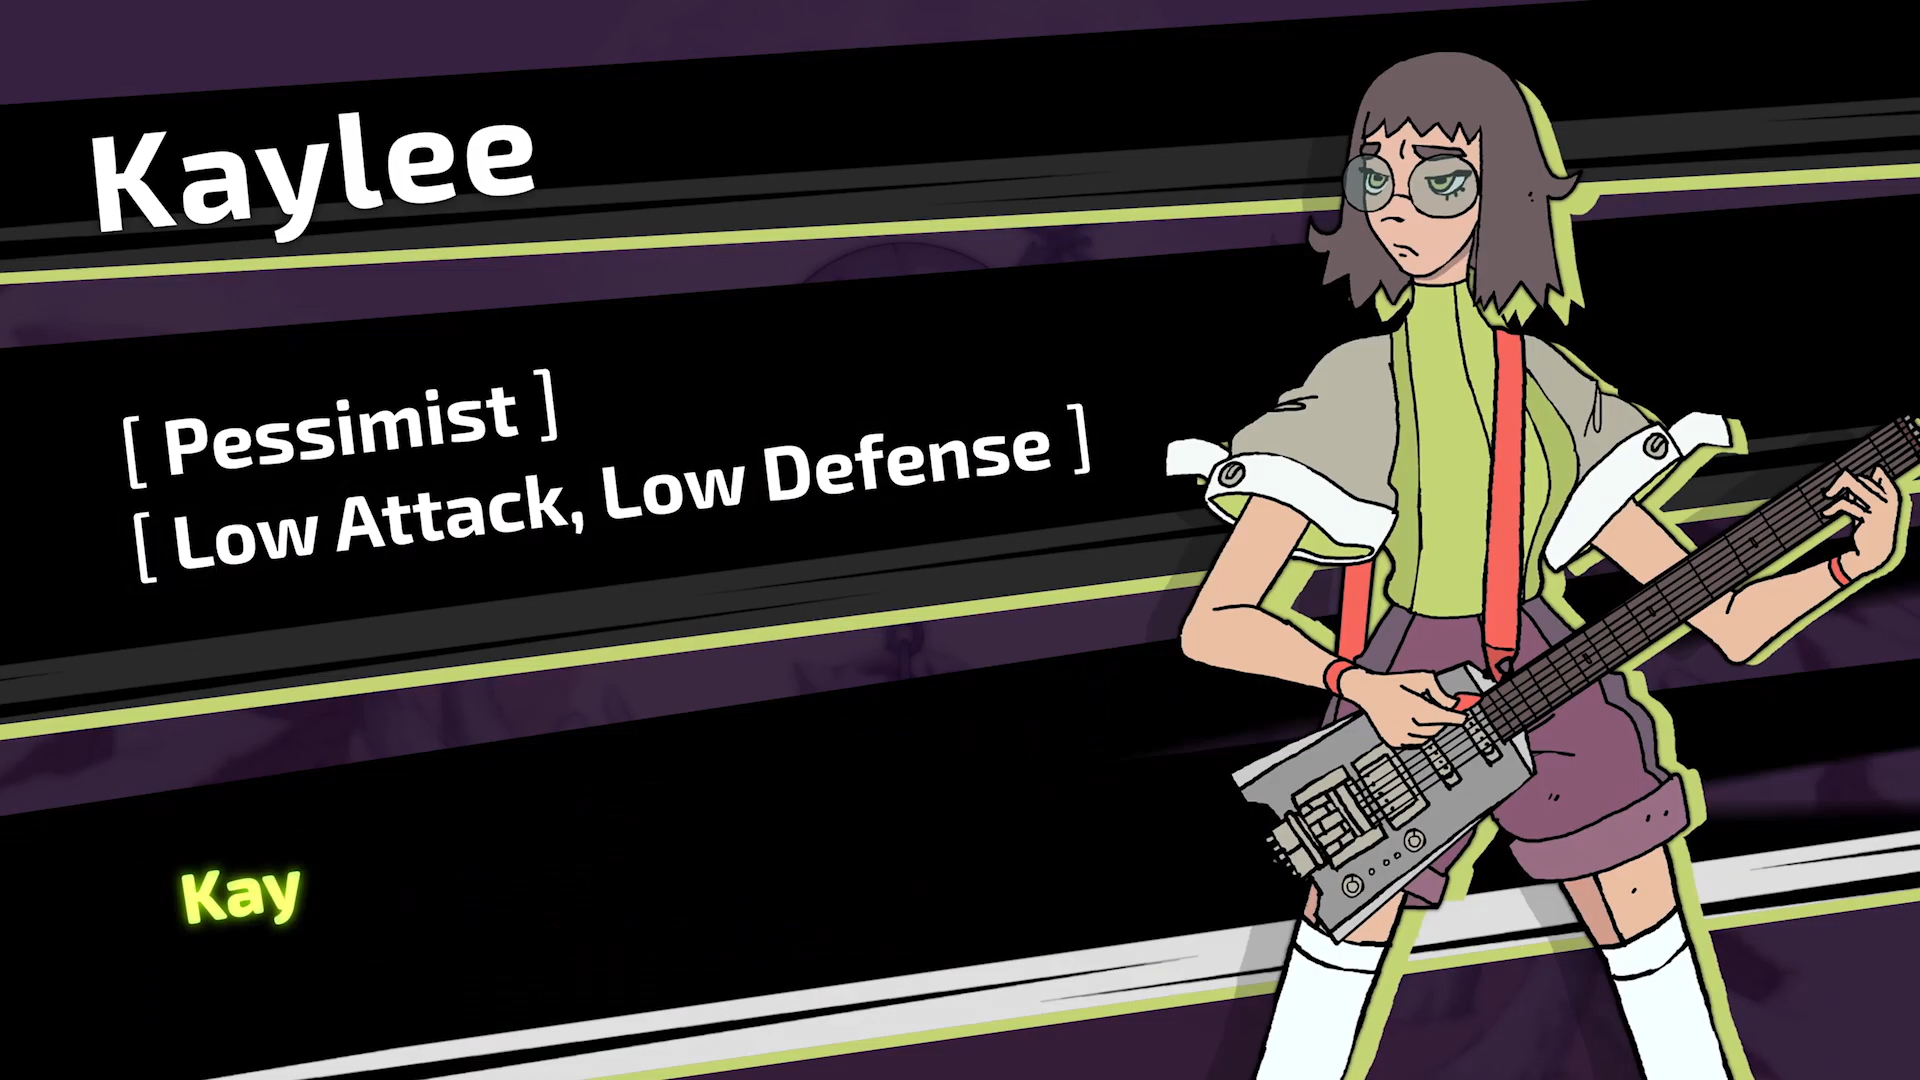 Kaylee
[ Pessimist ]
[ Low Attack, Low Defense ]
Kay